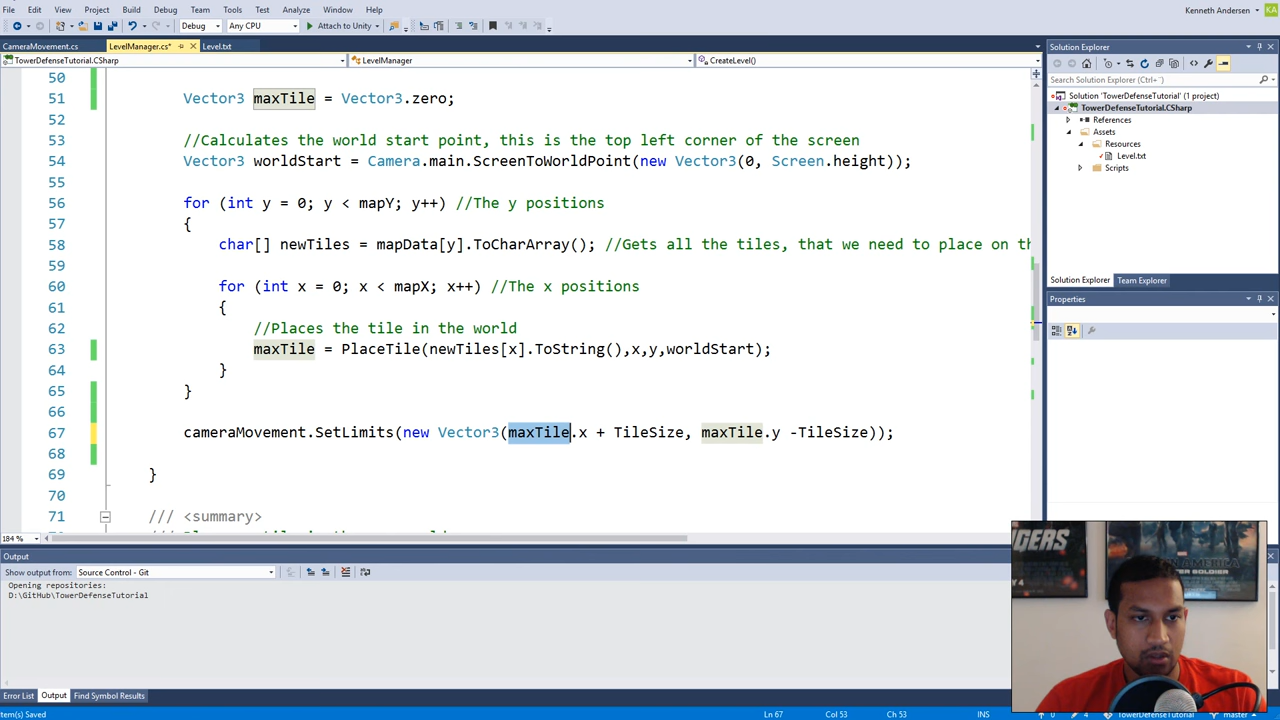 File Edit View Project Build Debug Team Tools Test Analyze Window Help
Kenneth Andersen KA
Debug Any CPU Attach to Unity
CameraMovement.cs LevelManager.cs* Level.txt
TowerDefenseTutorial.CSharp LevelManager CreateLevel()
50
51 Vector3 maxTile = Vector3.zero;
52
53 //Calculates the world start point, this is the top left corner of the screen
54 Vector3 worldStart = Camera.main.ScreenToWorldPoint(new Vector3(0, Screen.height));
55
56 for (int y = 0; y < mapY; y++) //The y positions
57 {
58 char[] newTiles = mapData[y].ToCharArray(); //Gets all the tiles, that we need to place on th
59
60 for (int x = 0; x < mapX; x++) //The x positions
61 {
62 //Places the tile in the world
63 maxTile = PlaceTile(newTiles[x].ToString(),x,y,worldStart);
64 }
65 }
66
67 cameraMovement.SetLimits(new Vector3(maxTile.x + TileSize, maxTile.y -TileSize));
68
69 }
70
71 /// <summary>
184 %
Solution Explorer
Search Solution Explorer (Ctrl+¨)
Solution 'TowerDefenseTutorial' (1 project)
TowerDefenseTutorial.CSharp
References
Assets
Resources
Level.txt
Scripts
Solution Explorer Team Explorer
Properties
Output
Show output from: Source Control - Git
Opening repositories:
D:\GitHub\TowerDefenseTutorial
Error List Output Find Symbol Results
tem(s) Saved Ln 67 Col 53 Ch 53 INS 0 4 TowerDefenseTutorial master